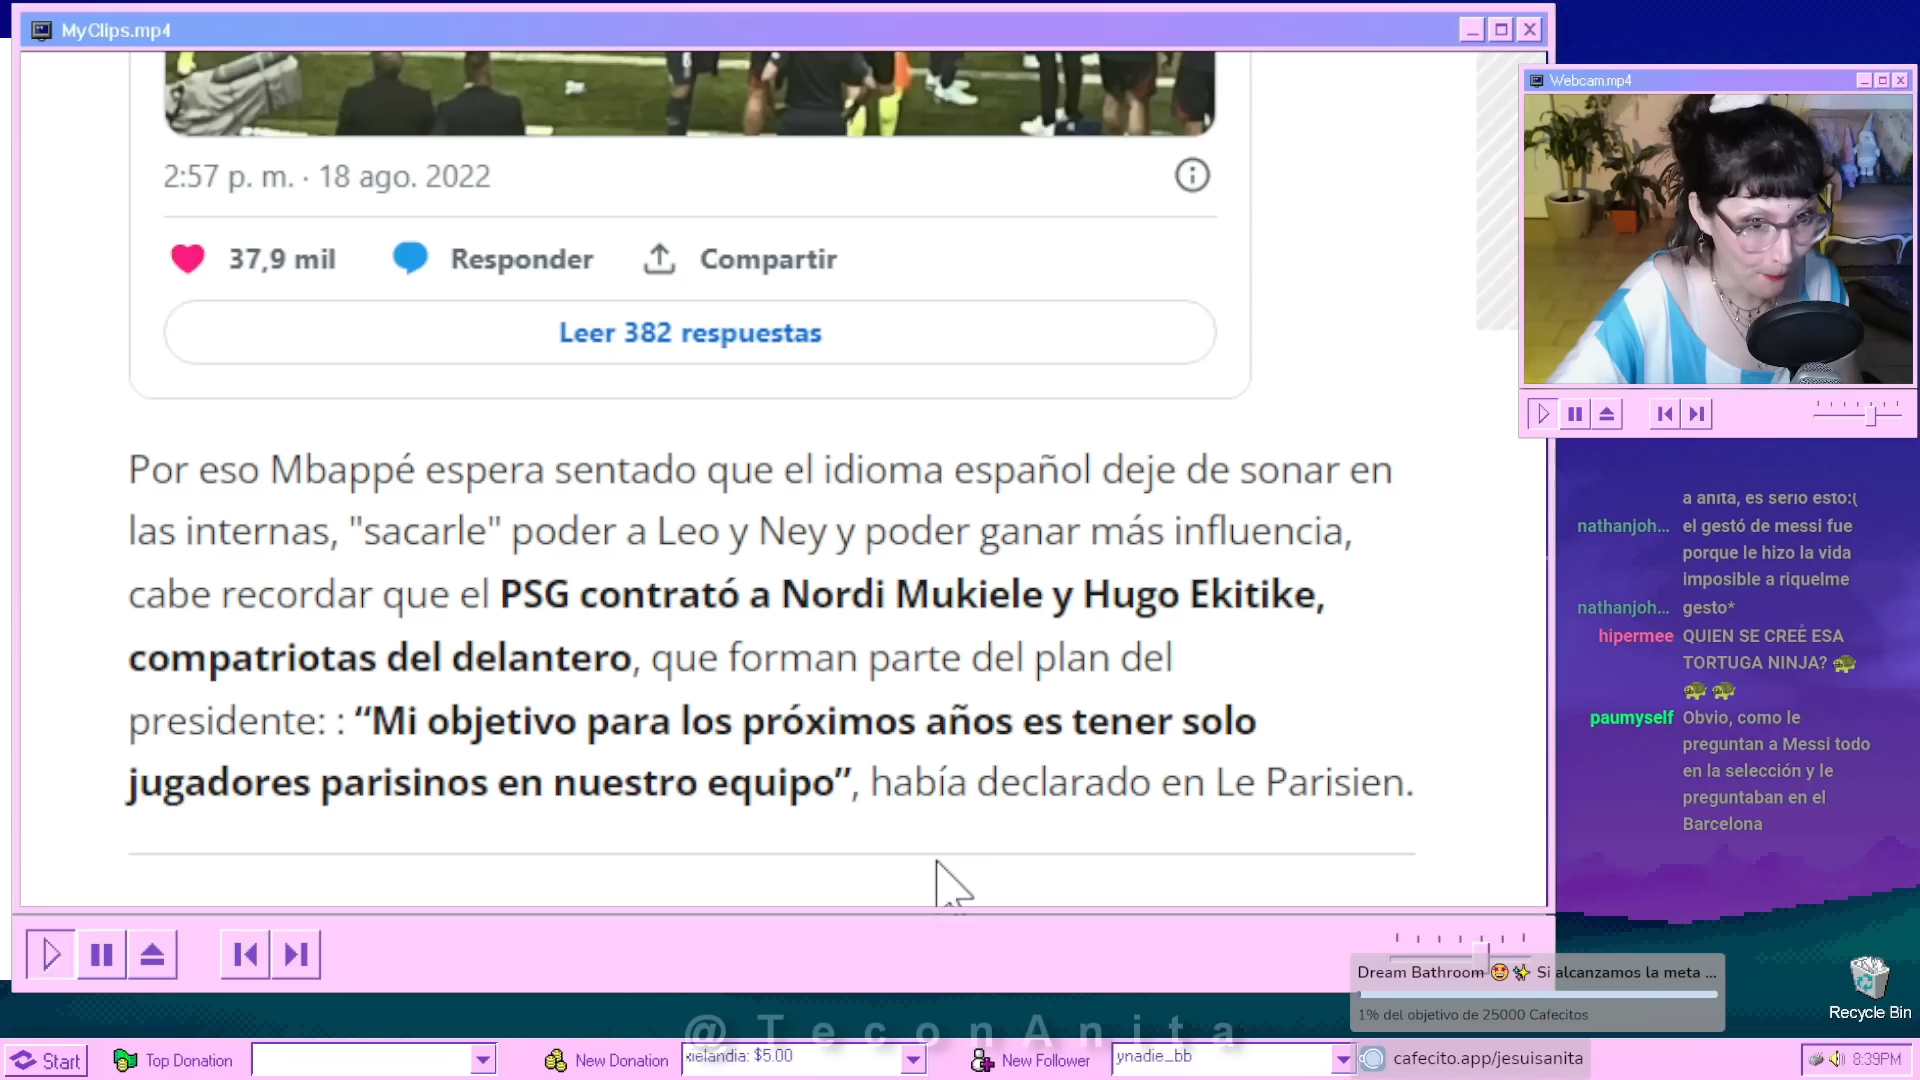 MyClips.mp4
2:57 p. m. · 18 ago. 2022
37,9 mil
Responder
Compartir
Leer 382 respuestas
Por eso Mbappé espera sentado que el idioma español deje de sonar en
las internas, "sacarle" poder a Leo y Ney y poder ganar más influencia,
cabe recordar que el PSG contrató a Nordi Mukiele y Hugo Ekitike,
compatriotas del delantero, que forman parte del plan del
presidente: : “Mi objetivo para los próximos años es tener solo
jugadores parisinos en nuestro equipo”, había declarado en Le Parisien.
Webcam.mp4
a anita, es serio esto:(
nathanjoh... el gestó de messi fue
porque le hizo la vida
imposible a riquelme
nathanjoh... gesto*
hipermee QUIEN SE CREÉ ESA
TORTUGA NINJA? 🐢
🐢 🐢
paumyself Obvio, como le
preguntan a Messi todo
en la selección y le
preguntaban en el
Barcelona
Dream Bathroom 🤩✨ Si alcanzamos la meta ...
1% del objetivo de 25000 Cafecitos
Recycle Bin
@TeconAnita
Start
Top Donation
New Donation
xielandia: $5.00
New Follower
ynadie_bb
cafecito.app/jesuisanita
8:39PM